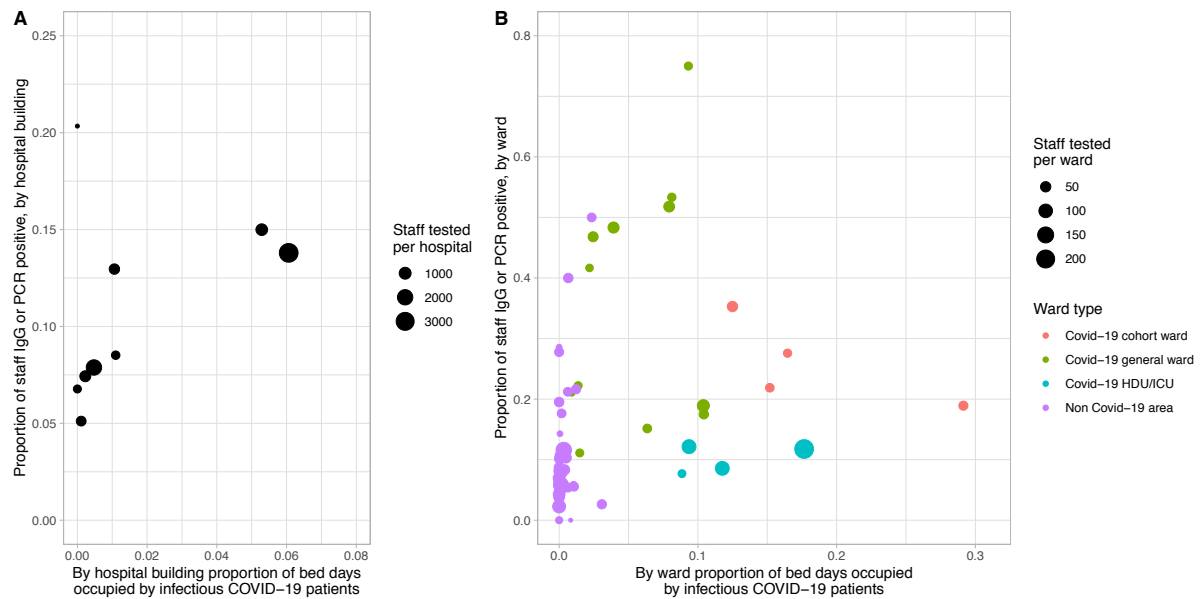 A
Proportion of staff IgG or PCR positive, by hospital building
0.25
0.20
0.15
0.10
0.05
0.00
0.00
0.02
0.04
0.06
0.08
By hospital building proportion of bed days
occupied by infectious COVID−19 patients
Staff tested
per hospital
1000
2000
3000
B
Proportion of staff IgG or PCR positive, by ward
0.8
0.6
0.4
0.2
0.0
0.0
0.1
0.2
0.3
By ward proportion of bed days occupied
by infectious COVID−19 patients
Staff tested
per ward
50
100
150
200
Ward type
Covid−19 cohort ward
Covid−19 general ward
Covid−19 HDU/ICU
Non Covid−19 area